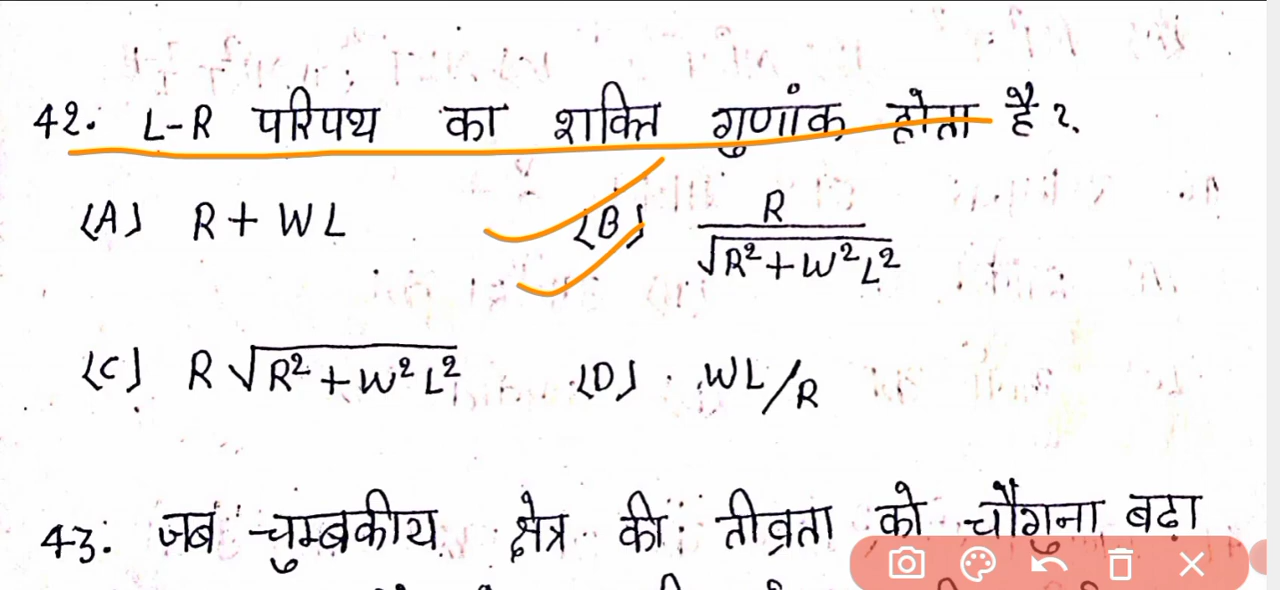 42. L-R परिपथ का शक्ति गुणांक होता है?
(A) R + WL (B) R/√R²+W²L²
(C) R √R²+W²L² (D) WL/R
43. जब चुम्बकीय क्षेत्र की तीव्रता को चौगुना बढ़ा